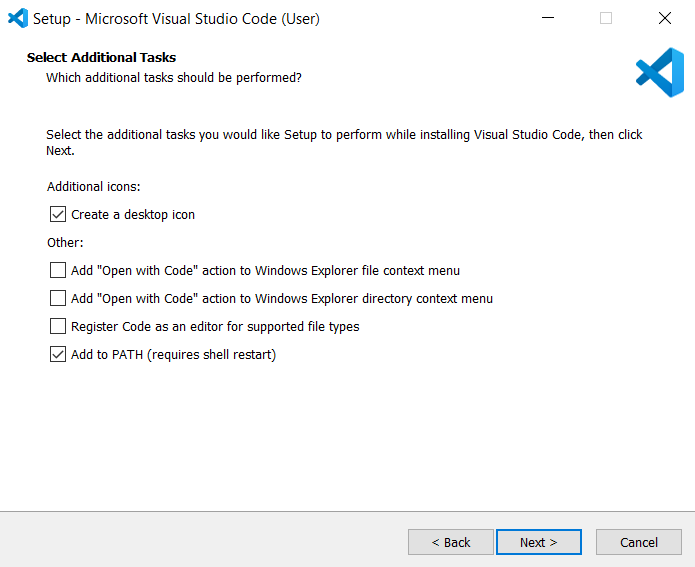 Setup - Microsoft Visual Studio Code (User)
Select Additional Tasks
Which additional tasks should be performed?
Select the additional tasks you would like Setup to perform while installing Visual Studio Code, then click
Next.
Additional icons:
Create a desktop icon
Other:
Add "Open with Code" action to Windows Explorer file context menu
Add "Open with Code" action to Windows Explorer directory context menu
Register Code as an editor for supported file types
Add to PATH (requires shell restart)
< Back Next > Cancel